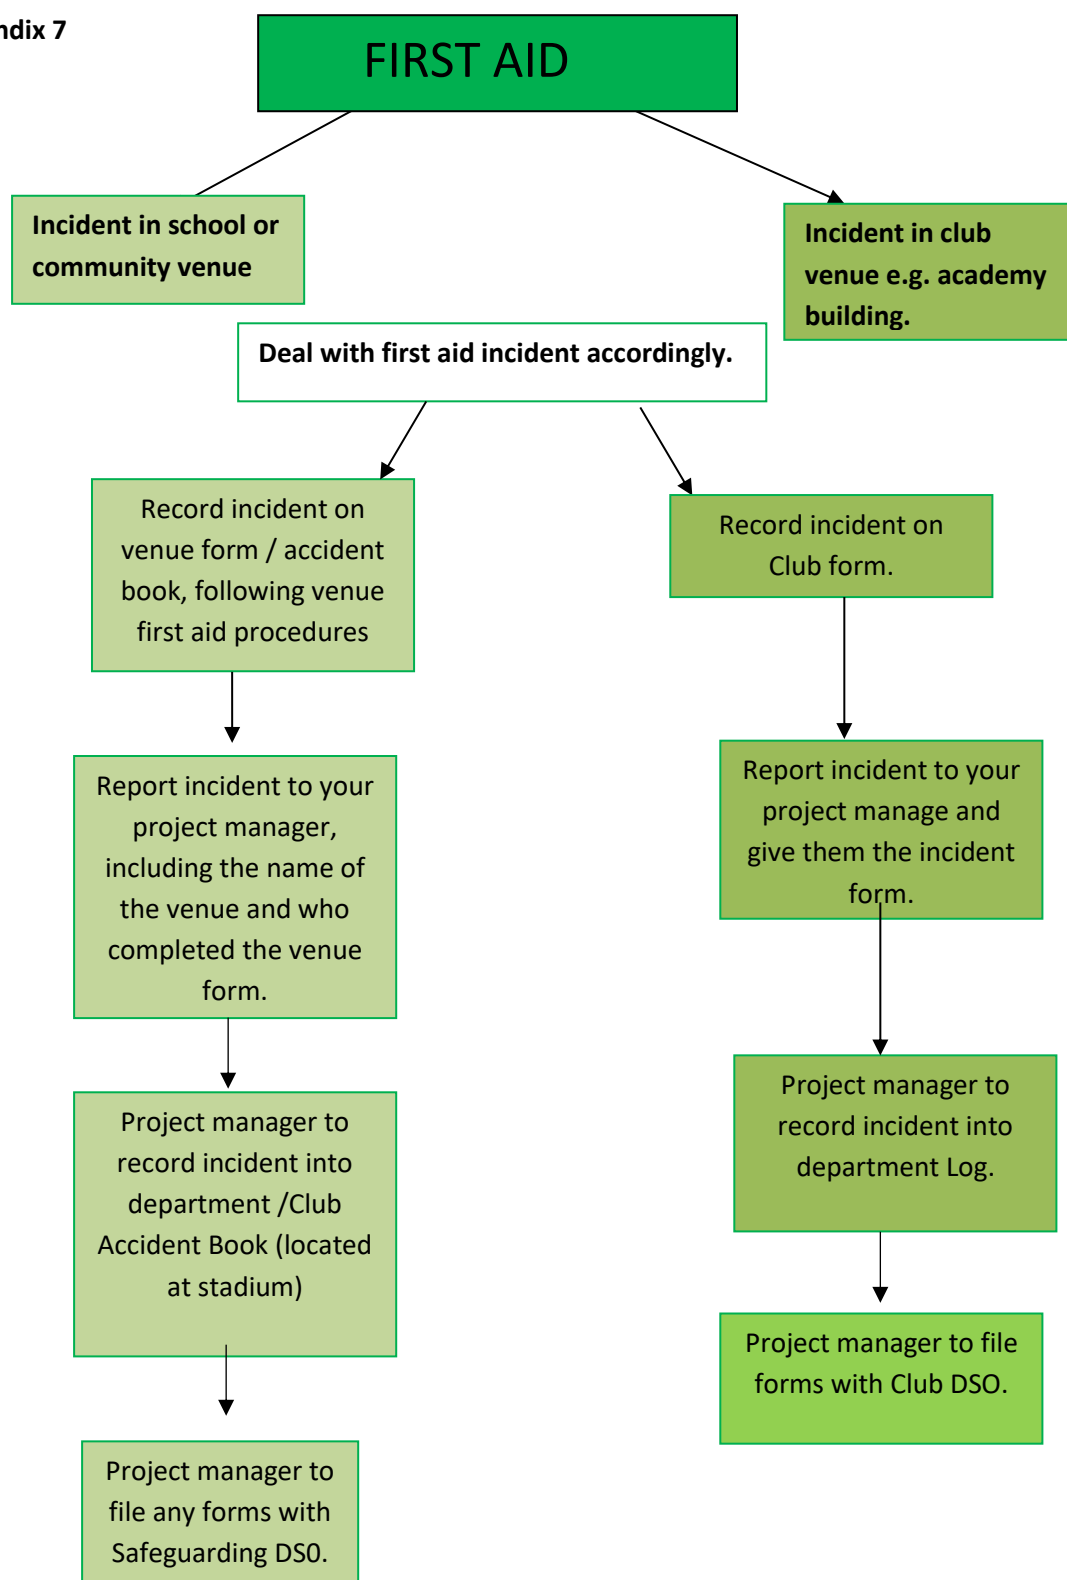 ndix 7
FIRST AID
Incident in school or
community venue
Incident in club
venue e.g. academy
building.
Deal with first aid incident accordingly.
Record incident on
venue form / accident
book, following venue
first aid procedures
Record incident on
Club form.
Report incident to your
project manager,
including the name of
the venue and who
completed the venue
form.
Report incident to your
project manage and
give them the incident
form.
Project manager to
record incident into
department /Club
Accident Book (located
at stadium)
Project manager to
record incident into
department Log.
Project manager to file
forms with Club DSO.
Project manager to
file any forms with
Safeguarding DS0.